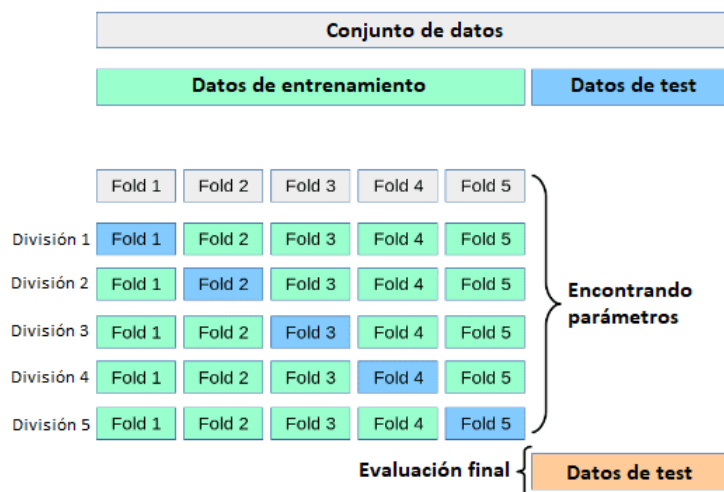 Conjunto de datos
Datos de entrenamiento Datos de test
Fold 1 Fold 2 Fold 3 Fold 4 Fold 5
División 1 Fold 1 Fold 2 Fold 3 Fold 4 Fold 5
División 2 Fold 1 Fold 2 Fold 3 Fold 4 Fold 5
Encontrando
parámetros
División 3 Fold 1 Fold 2 Fold 3 Fold 4 Fold 5
División 4 Fold 1 Fold 2 Fold 3 Fold 4 Fold 5
División 5 Fold 1 Fold 2 Fold 3 Fold 4 Fold 5
Evaluación final Datos de test